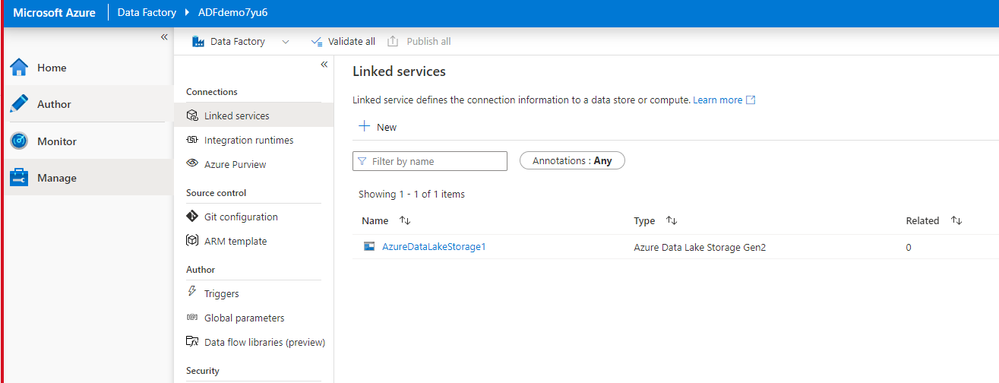 Microsoft Azure Data Factory ADFdemo7yu6
Home
Author
Monitor
Manage
Data Factory Validate all Publish all
Connections
Linked services
Integration runtimes
Azure Purview
Source control
Git configuration
ARM template
Author
Triggers
Global parameters
Data flow libraries (preview)
Security
Linked services
Linked service defines the connection information to a data store or compute. Learn more
New
Filter by name Annotations : Any
Showing 1 - 1 of 1 items
Name Type Related
AzureDataLakeStorage1 Azure Data Lake Storage Gen2 0